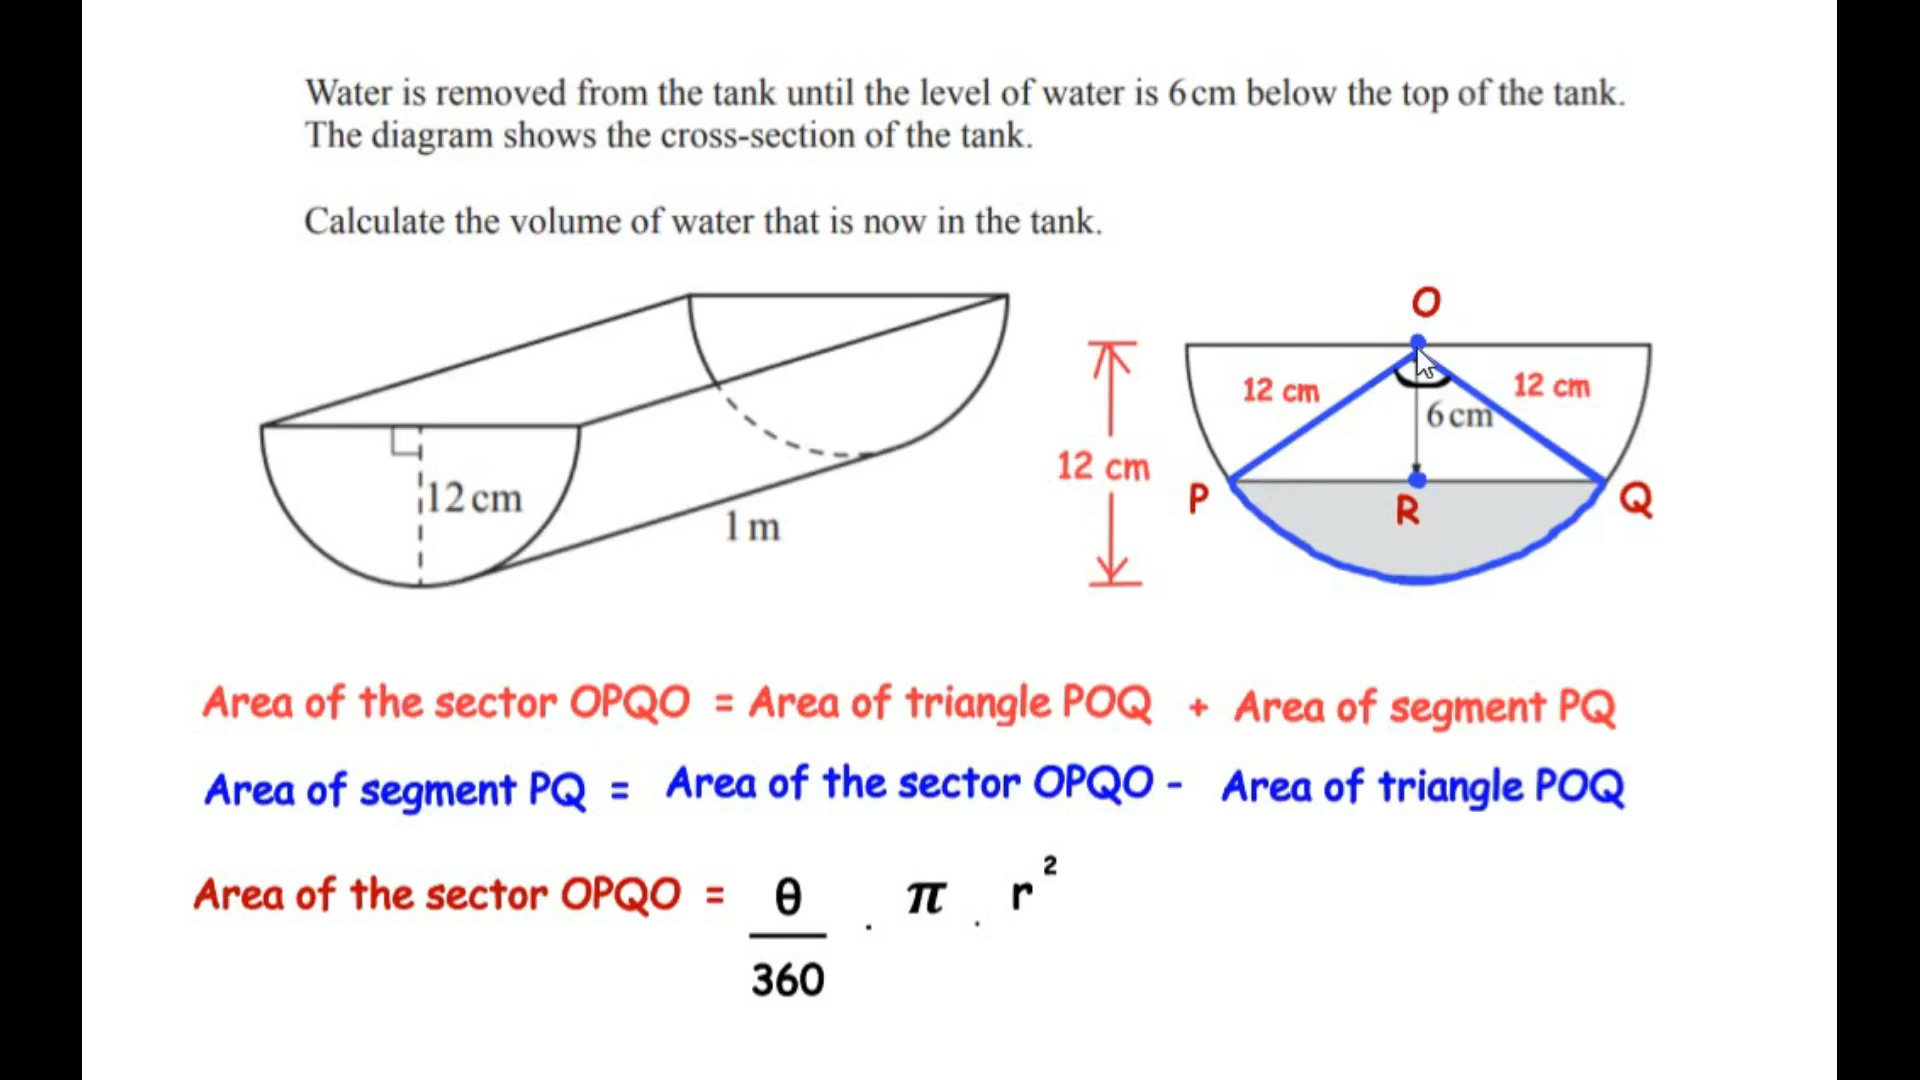 Water is removed from the tank until the level of water is 6 cm below the top of the tank.
The diagram shows the cross-section of the tank.
Calculate the volume of water that is now in the tank.
12 cm
1 m
12 cm
O
12 cm
12 cm
6 cm
P
R
Q
Area of the sector OPQO = Area of triangle POQ + Area of segment PQ
Area of segment PQ = Area of the sector OPQO - Area of triangle POQ
Area of the sector OPQO = θ/360 . π . r²